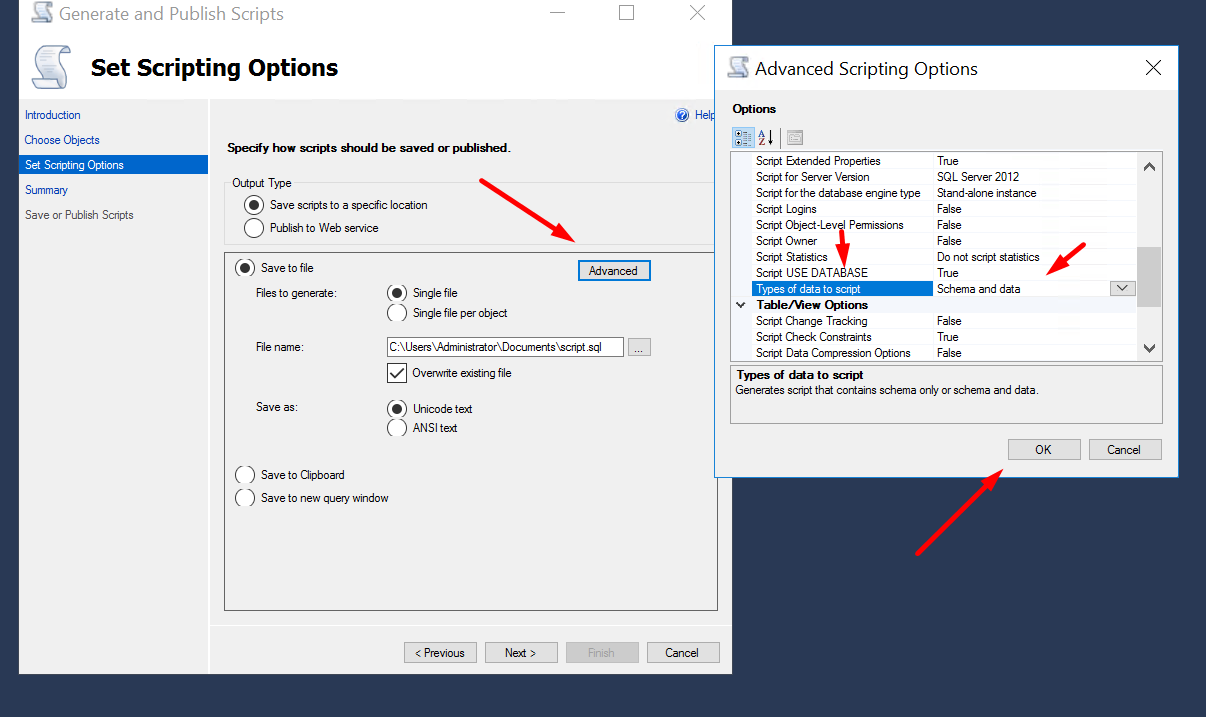 Generate and Publish Scripts
Set Scripting Options
Introduction
Choose Objects
Set Scripting Options
Summary
Save or Publish Scripts
Help
Specify how scripts should be saved or published.
Output Type
Save scripts to a specific location
Publish to Web service
Save to file
Advanced
Files to generate:
Single file
Single file per object
File name:
C:\Users\Administrator\Documents\script.sql
...
Overwrite existing file
Save as:
Unicode text
ANSI text
Save to Clipboard
Save to new query window
< Previous
Next >
Finish
Cancel
Advanced Scripting Options
Options
Script Extended Properties True
Script for Server Version SQL Server 2012
Script for the database engine type Stand-alone instance
Script Logins False
Script Object-Level Permissions False
Script Owner False
Script Statistics Do not script statistics
Script USE DATABASE True
Types of data to script Schema and data
Table/View Options
Script Change Tracking False
Script Check Constraints True
Script Data Compression Options False
Types of data to script
Generates script that contains schema only or schema and data.
OK
Cancel